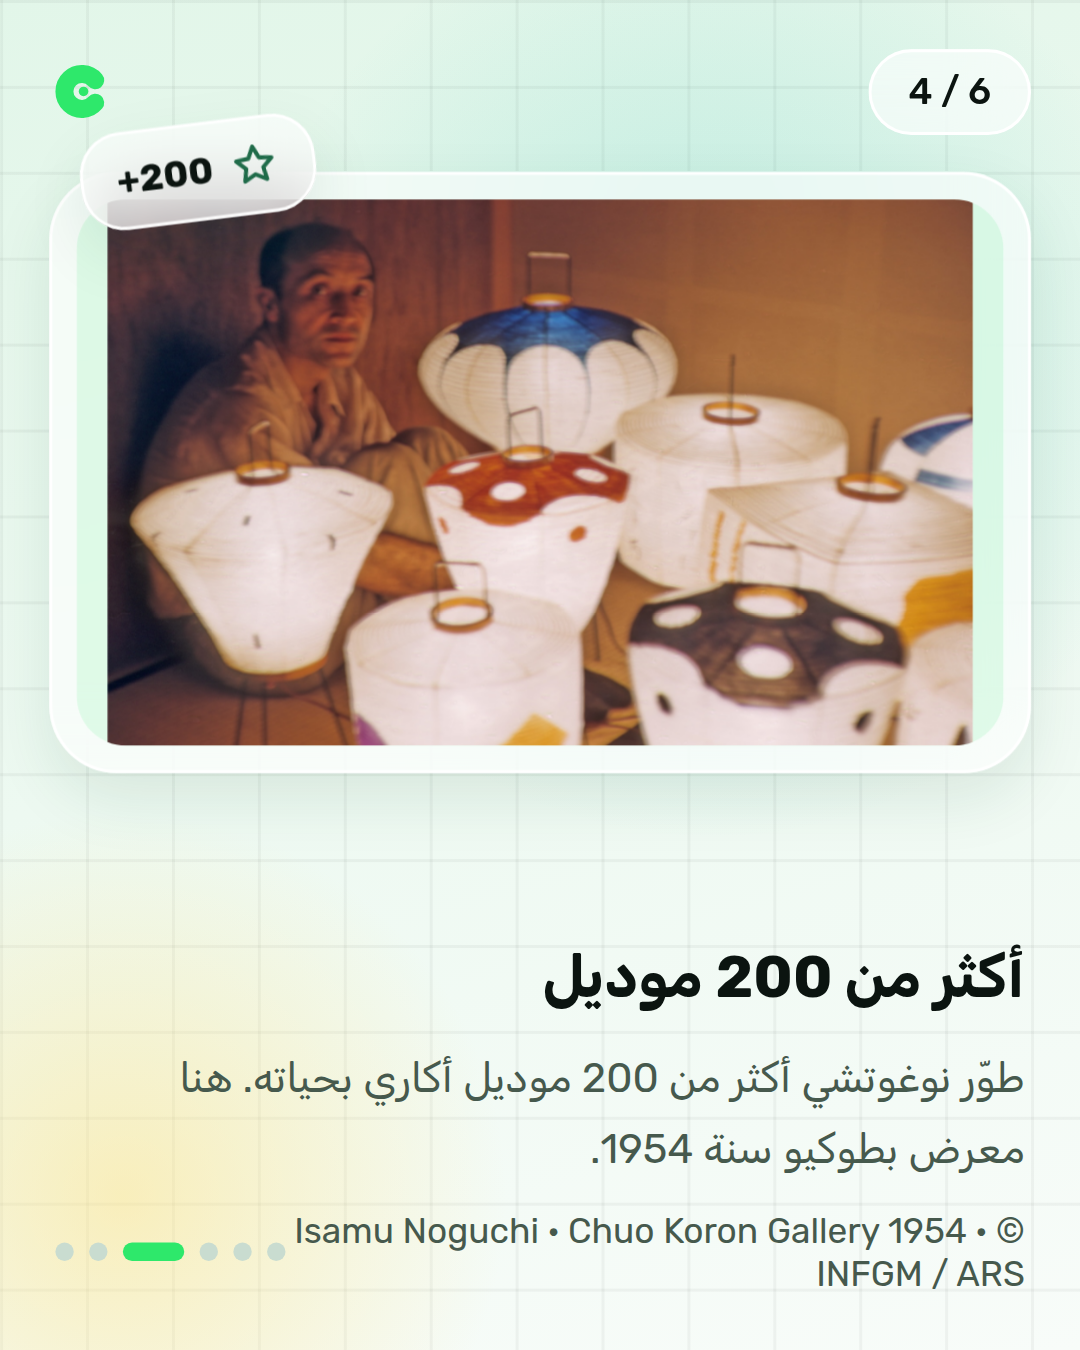 4 / 6
+200
أكثر من 200 موديل
طوّر نوغوتشي أكثر من 200 موديل أكاري بحياته. هنا
معرض بطوكيو سنة 1954.
Isamu Noguchi • Chuo Koron Gallery 1954 • ©
INFGM / ARS